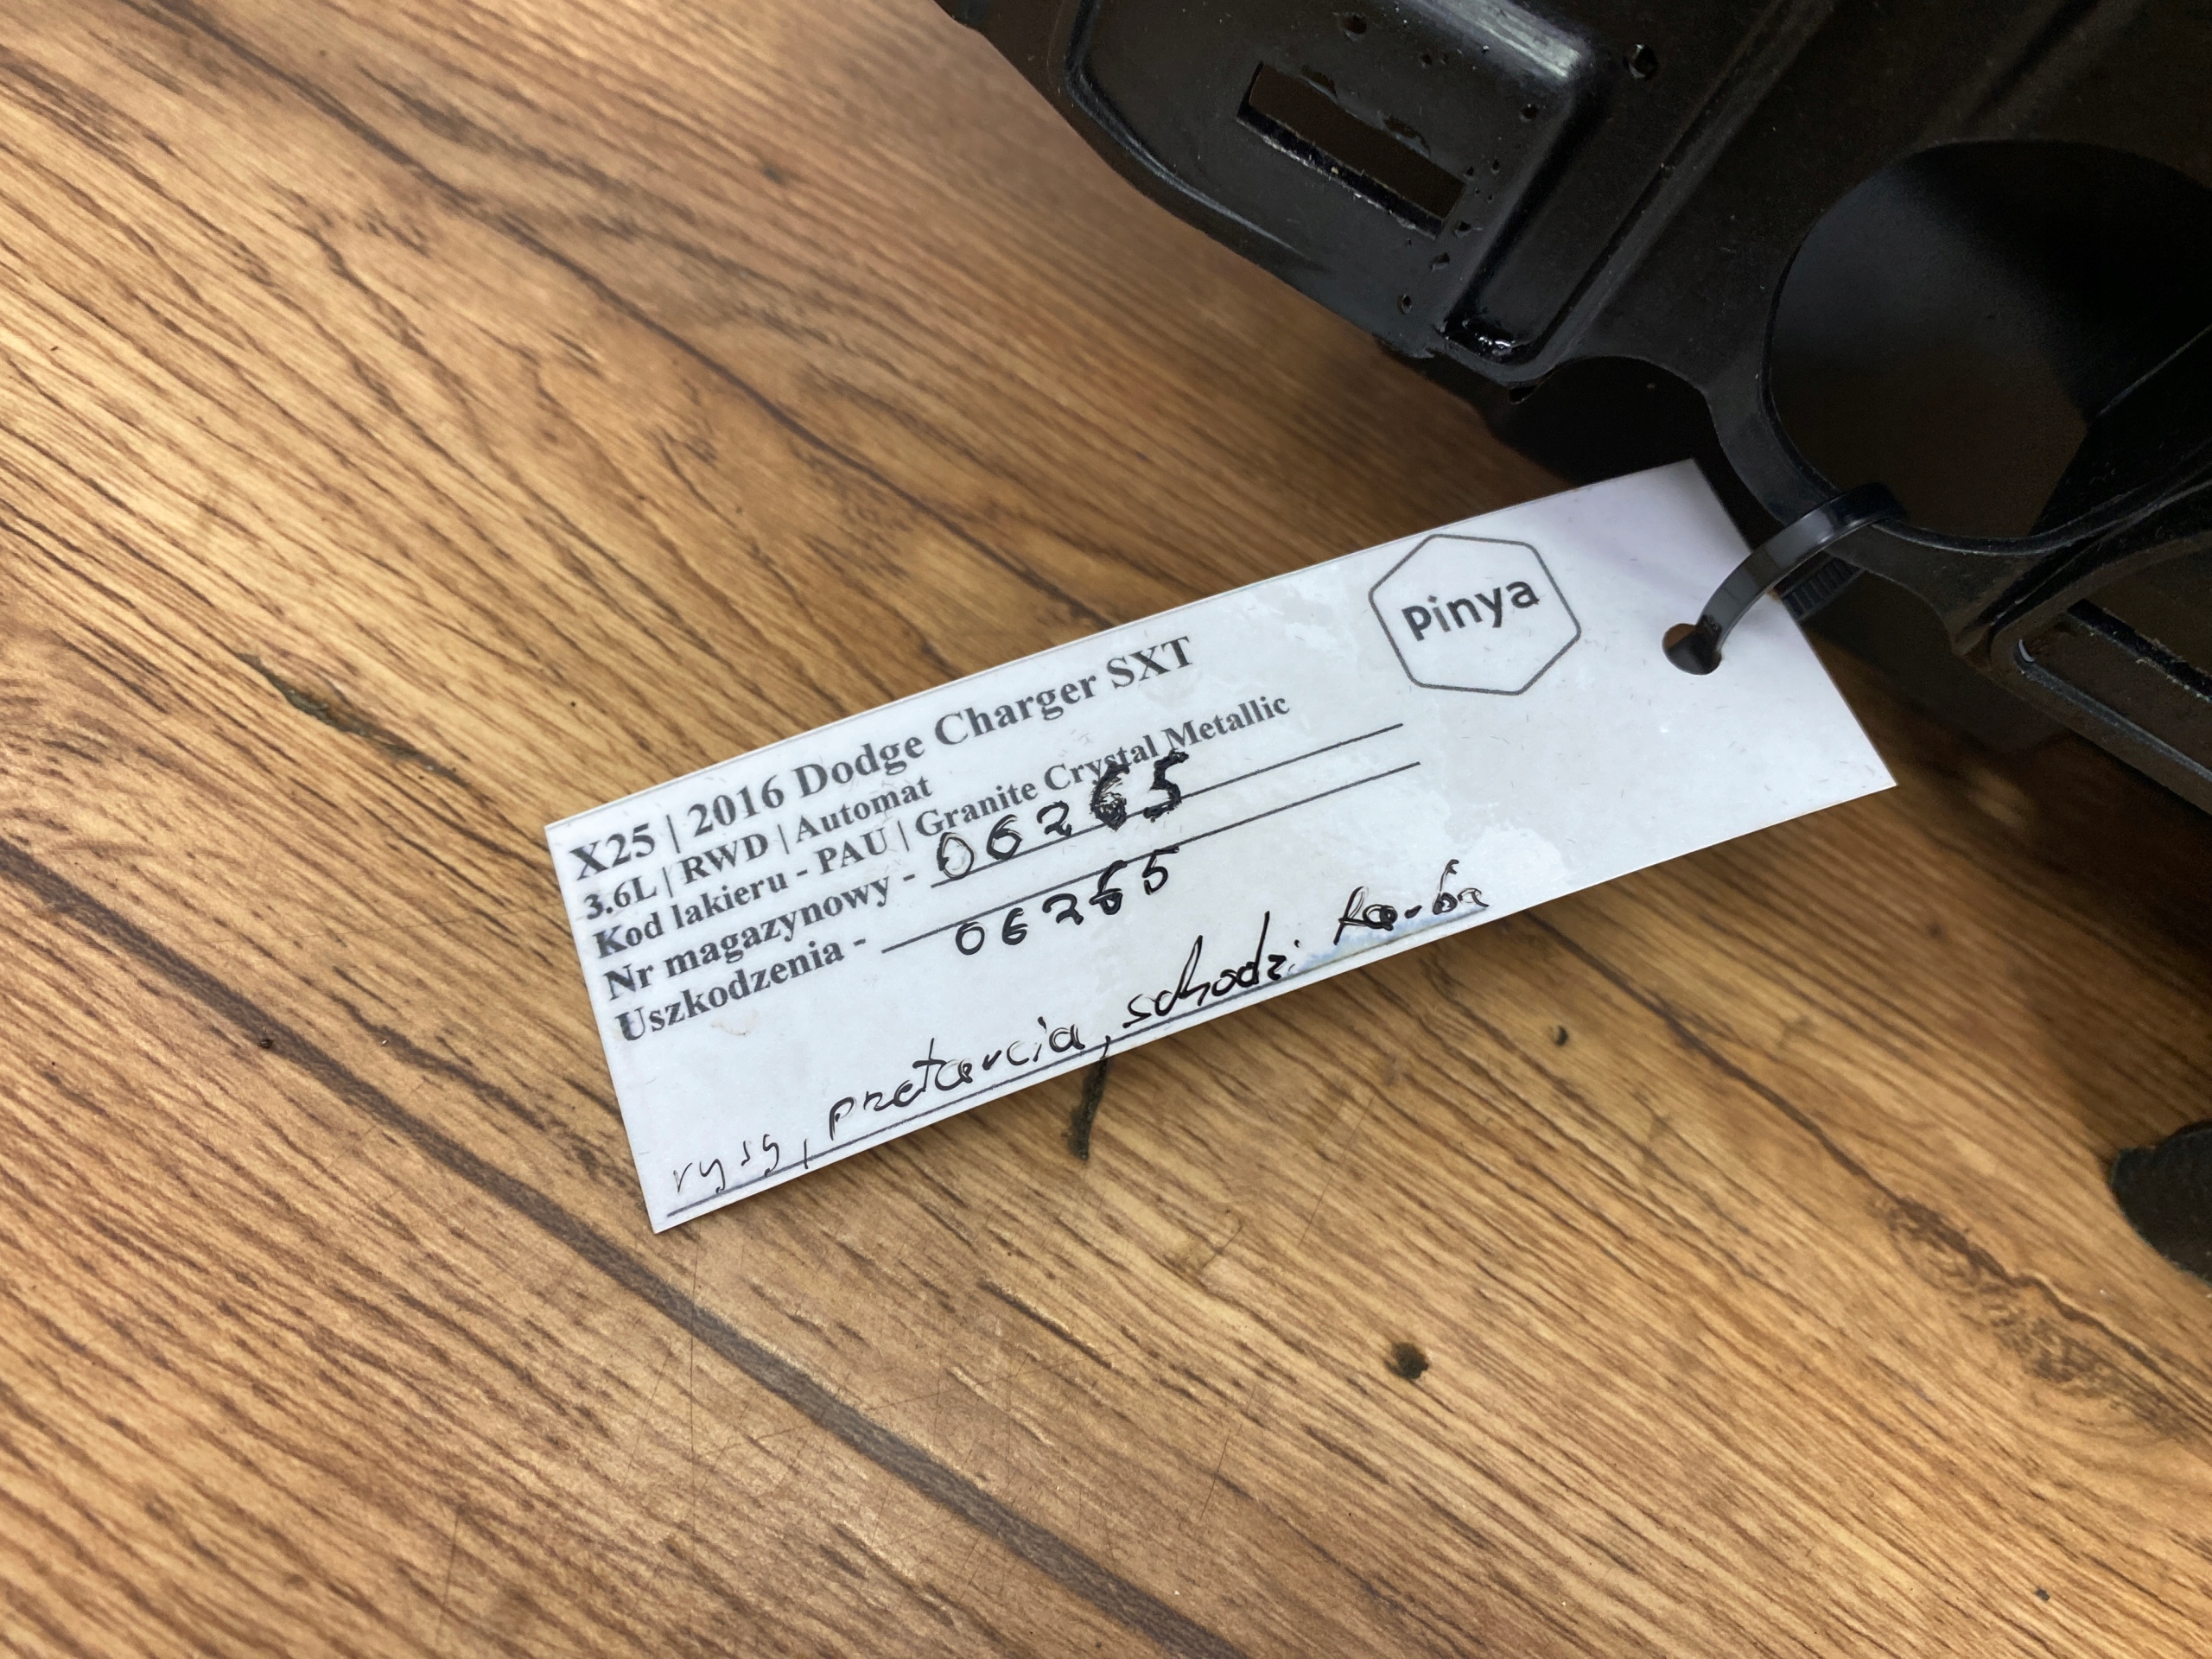 Pinya
X25 | 2016 Dodge Charger SXT
3.6L | RWD | Automat
Kod lakieru - PAU | Granite Crystal Metallic
Nr magazynowy - 06265
Uszkodzenia - 06265
rysy, przetarcia, schodzi farba